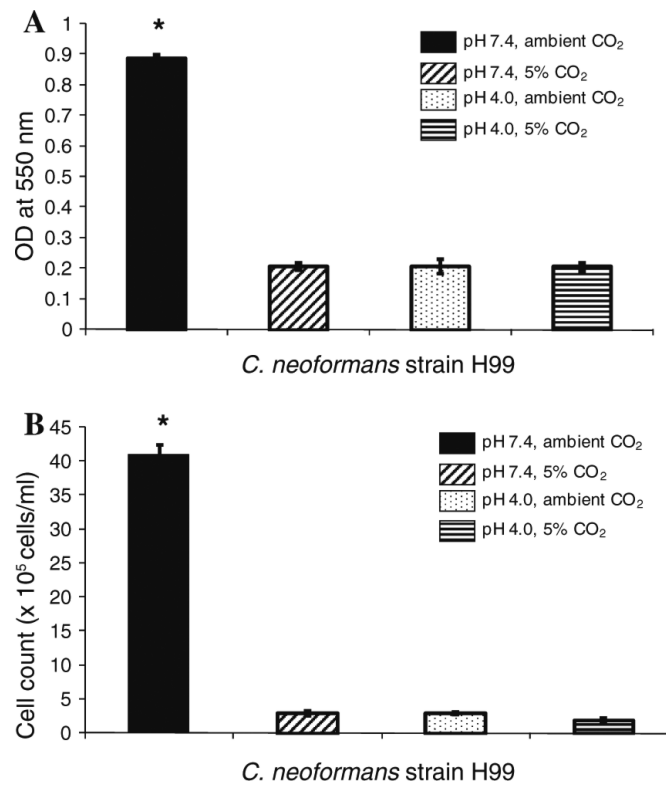 A
*
1
0.9
0.8
0.7
0.6
0.5
0.4
0.3
0.2
0.1
0
OD at 550 nm
pH 7.4, ambient CO₂
pH 7.4, 5% CO₂
pH 4.0, ambient CO₂
pH 4.0, 5% CO₂
C. neoformans strain H99
B
*
45
40
35
30
25
20
15
10
5
0
Cell count (x 10⁵ cells/ml)
pH 7.4, ambient CO₂
pH 7.4, 5% CO₂
pH 4.0, ambient CO₂
pH 4.0, 5% CO₂
C. neoformans strain H99